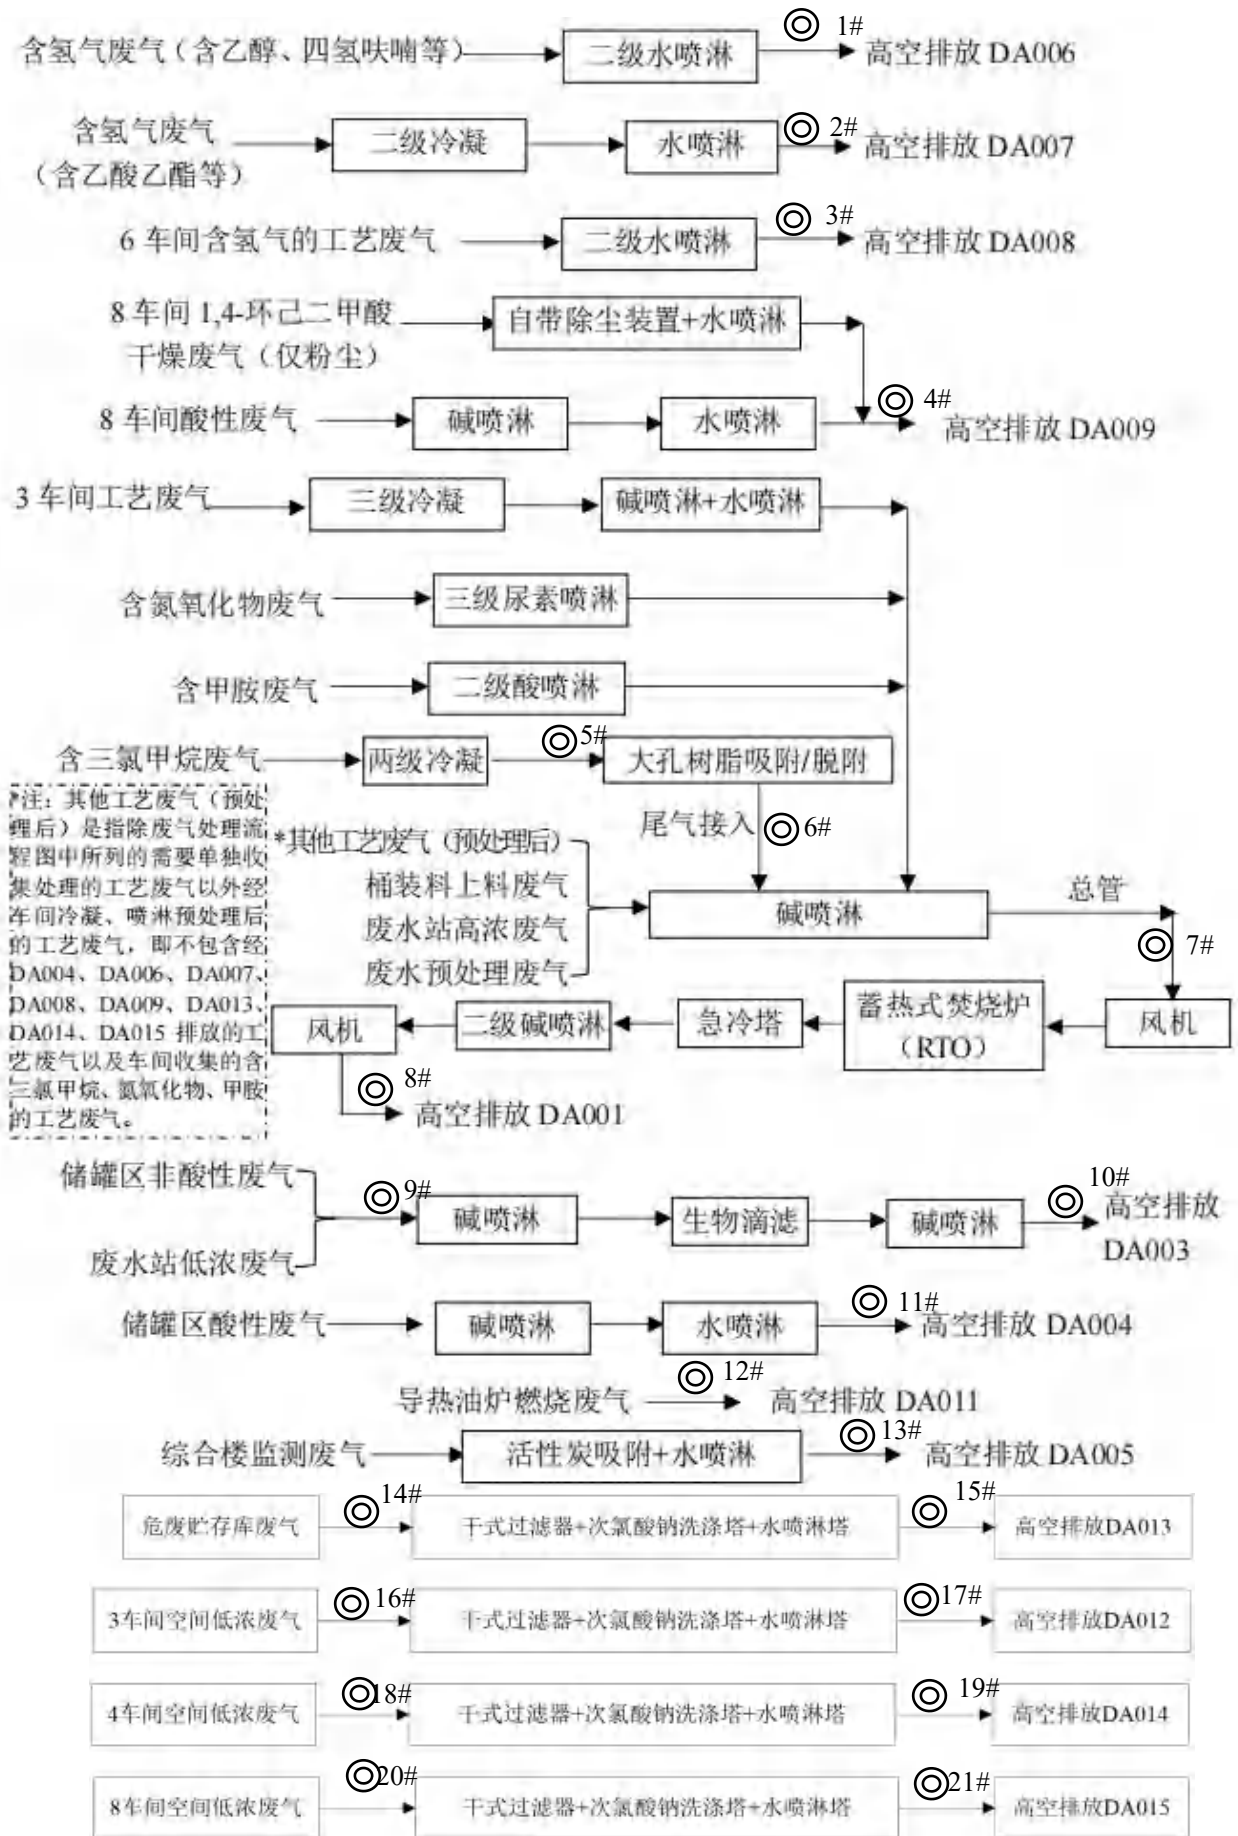 1#
含氢气废气（含乙醇、四氢呋喃等）
二级水喷淋
高空排放 DA006
含氢气废气
（含乙酸乙酯等）
二级冷凝
水喷淋
2#
高空排放 DA007
6 车间含氢气的工艺废气
二级水喷淋
3#
高空排放 DA008
8 车间 1,4-环己二甲酸
干燥废气（仅粉尘）
自带除尘装置+水喷淋
8 车间酸性废气
碱喷淋
水喷淋
4#
高空排放 DA009
3 车间工艺废气
三级冷凝
碱喷淋+水喷淋
含氮氧化物废气
三级尿素喷淋
含甲胺废气
二级酸喷淋
含三氯甲烷废气
两级冷凝
5#
大孔树脂吸附/脱附
尾气接入
6#
*注：其他工艺废气（预处
理后）是指除废气处理流
程图中所列的需要单独收
集处理的工艺废气以外经
车间冷凝、喷淋预处理后
的工艺废气，即不包含经
DA004、DA006、DA007、
DA008、DA009、DA013、
DA014、DA015 排放的工
艺废气以及车间收集的含
三氯甲烷、氮氧化物、甲胺
的工艺废气。
*其他工艺废气（预处理后）
桶装料上料废气
废水站高浓废气
废水预处理废气
碱喷淋
总管
7#
风机
蓄热式焚烧炉
（RTO）
急冷塔
二级碱喷淋
风机
8#
高空排放 DA001
储罐区非酸性废气
废水站低浓废气
9#
碱喷淋
生物滴滤
碱喷淋
10#
高空排放
DA003
储罐区酸性废气
碱喷淋
水喷淋
11#
高空排放 DA004
导热油炉燃烧废气
12#
高空排放 DA011
综合楼监测废气
活性炭吸附+水喷淋
13#
高空排放 DA005
危废贮存库废气
14#
干式过滤器+次氯酸钠洗涤塔+水喷淋塔
15#
高空排放DA013
3车间空间低浓废气
16#
干式过滤器+次氯酸钠洗涤塔+水喷淋塔
17#
高空排放DA012
4车间空间低浓废气
18#
干式过滤器+次氯酸钠洗涤塔+水喷淋塔
19#
高空排放DA014
8车间空间低浓废气
20#
干式过滤器+次氯酸钠洗涤塔+水喷淋塔
21#
高空排放DA015